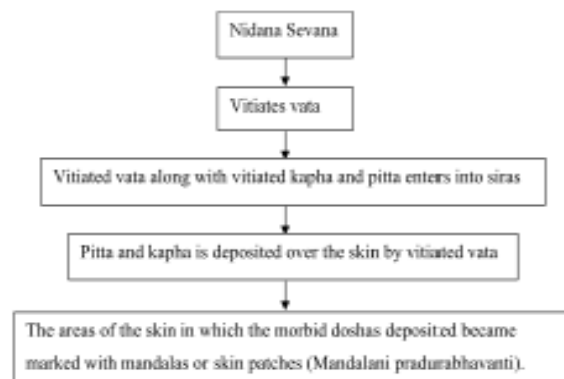 Nidana Sevana
Vitiates vata
Vitiated vata along with vitiated kapha and pitta enters into siras
Pitta and kapha is deposited over the skin by vitiated vata
The areas of the skin in which the morbid doshas deposited became
marked with mandalas or skin patches (Mandalani pradurabhavanti).